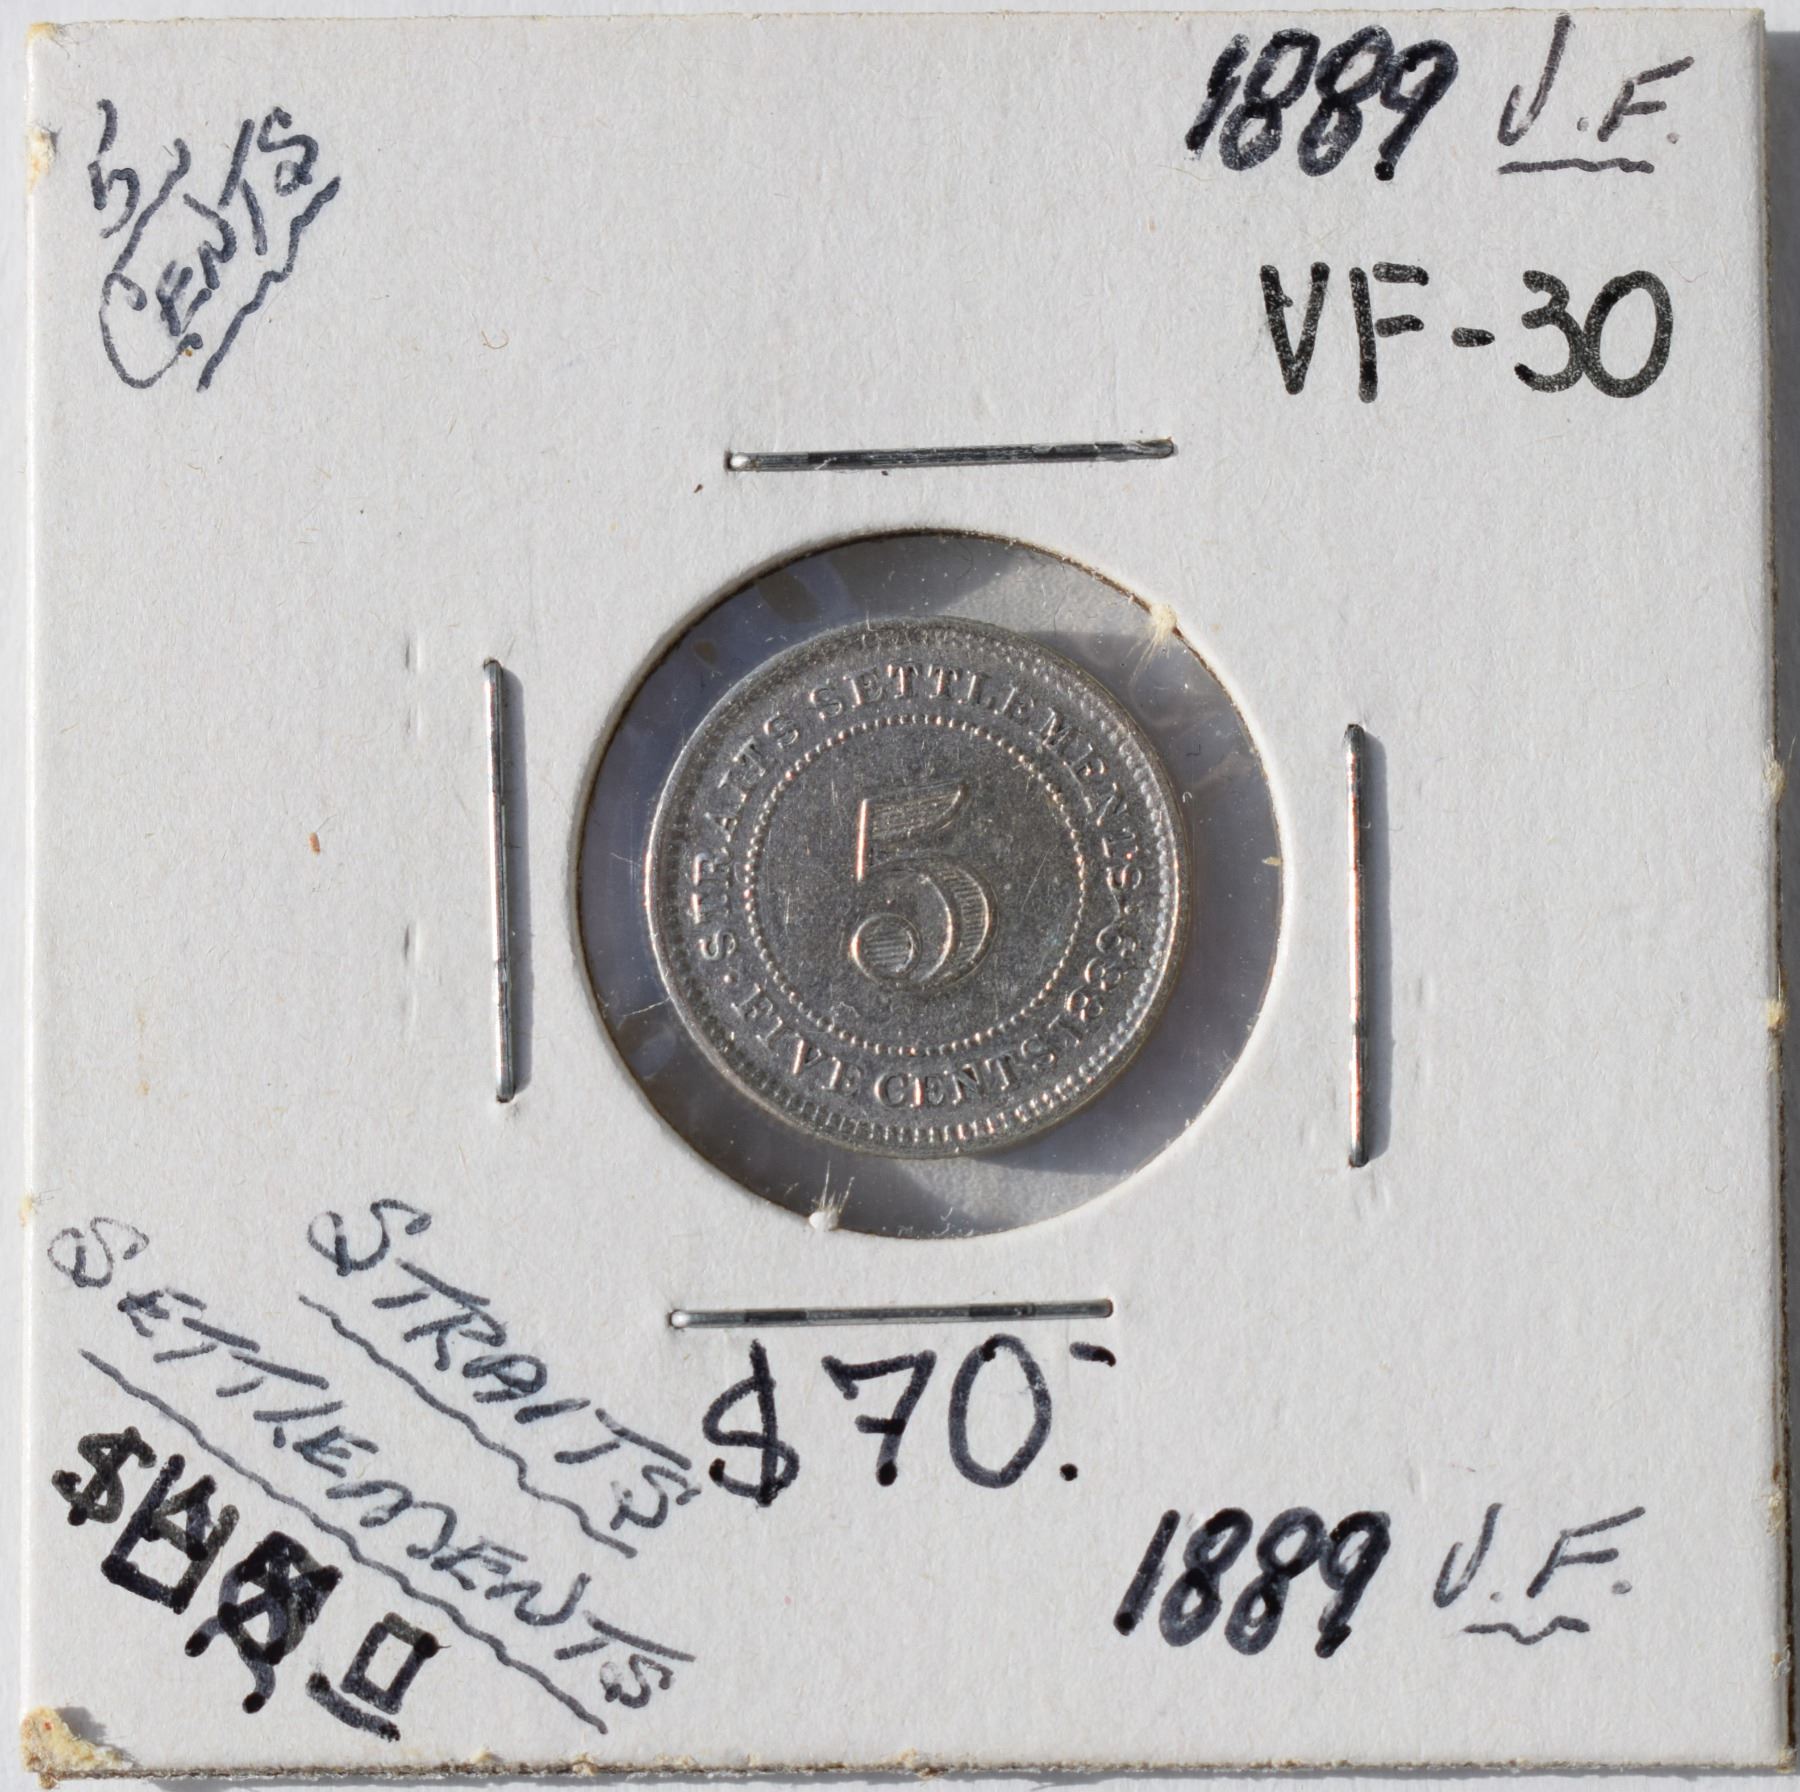 5
CENTS
1889 V.F.
VF-30
STRAITS SETTLEMENTS
5
FIVE CENTS 1889
STRAITS
SETTLEMENTS
$70.-
1889 V.F.